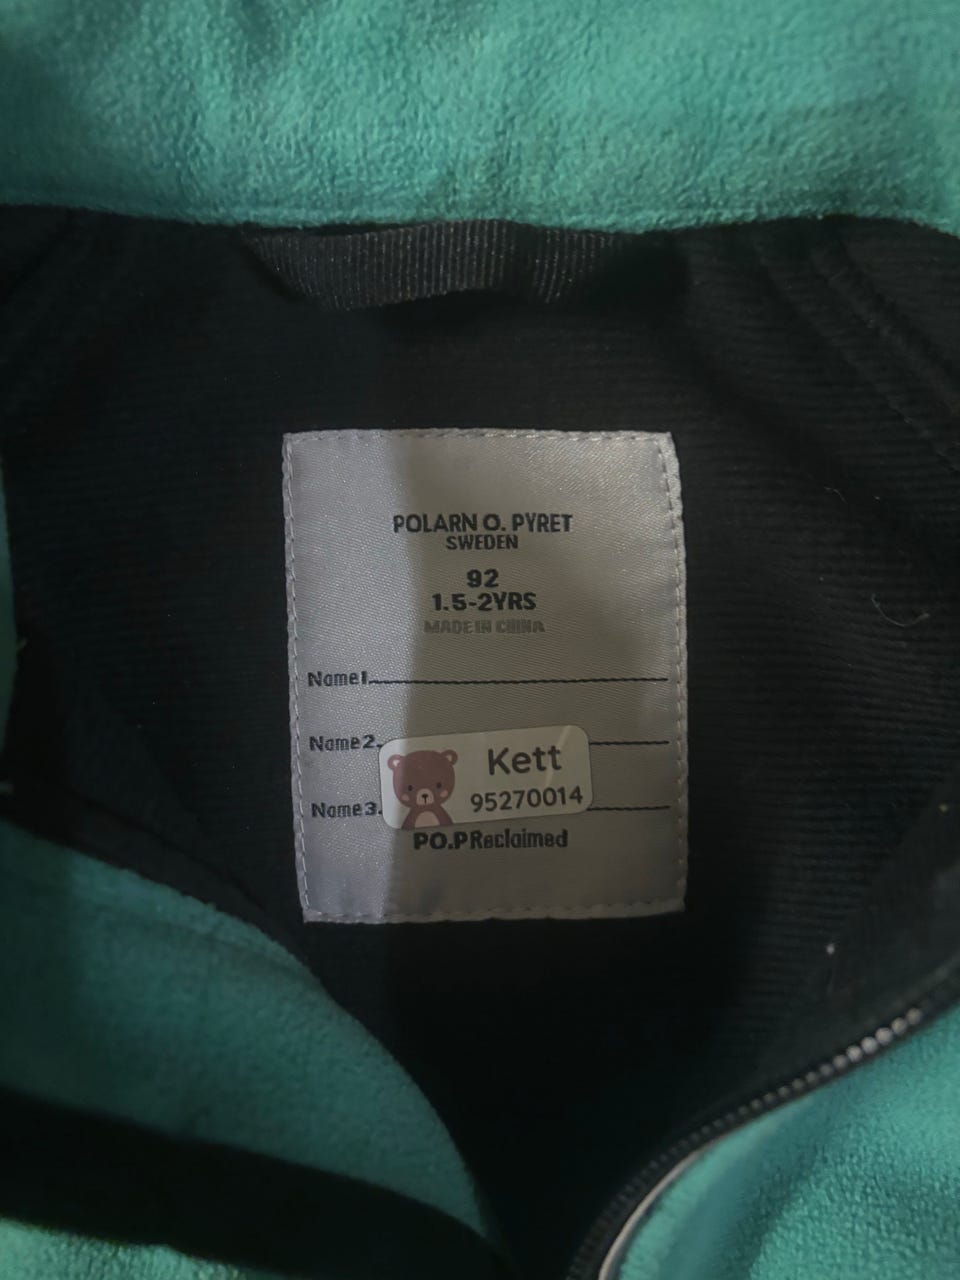 POLARN O. PYRET
SWEDEN
92
1.5-2YRS
MADE IN CHINA
Name1
Name2
Kett
95270014
Name3
PO.PReclaimed